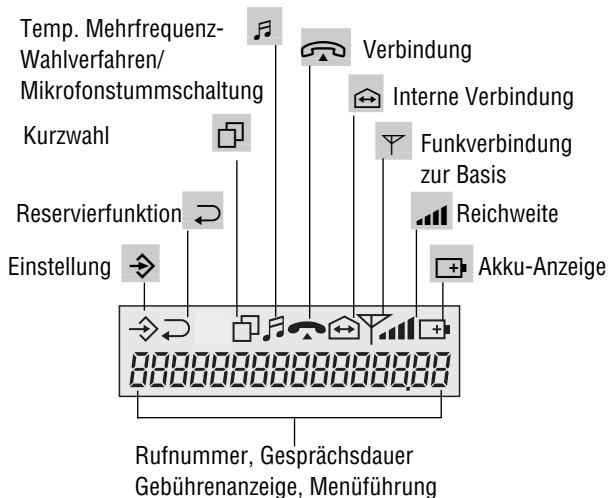 Temp. Mehrfrequenz-
Wahlverfahren/
Mikrofonstummschaltung
Verbindung
Interne Verbindung
Kurzwahl
Funkverbindung
zur Basis
Reservierfunktion
Reichweite
Einstellung
Akku-Anzeige
888888888888888.88
Rufnummer, Gesprächsdauer
Gebührenanzeige, Menüführung